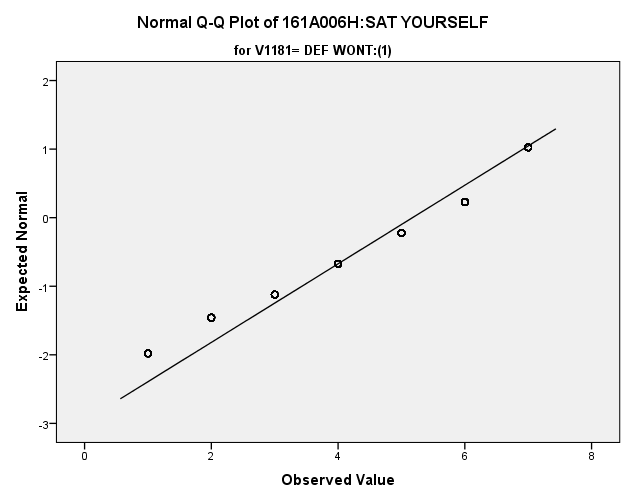 Normal Q-Q Plot of 161A006H:SAT YOURSELF
for V1181= DEF WONT:(1)
Expected Normal
2
1
0
-1
-2
-3
0 2 4 6 8
Observed Value